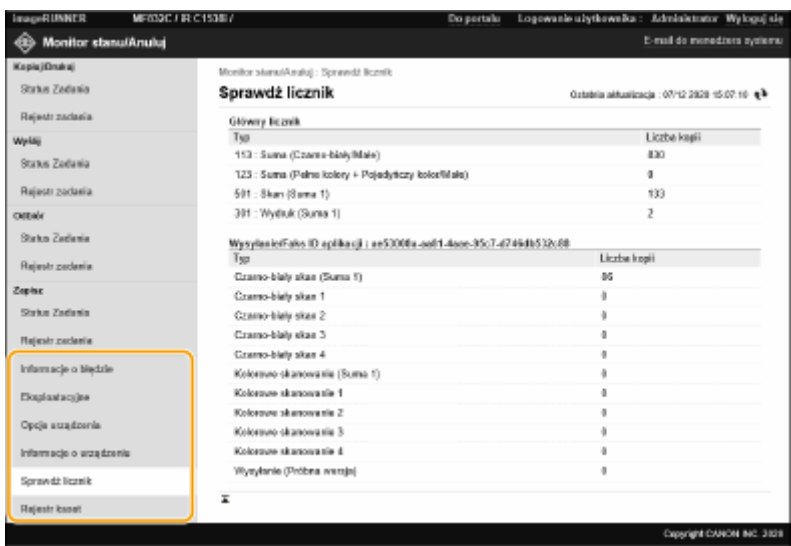 imageRUNNER MF832C / iR C1538i / Do portalu Logowanie użytkownika : Administrator Wyloguj się
Monitor stanu/Anuluj E-mail do menedżera systemu
Kopiuj/Drukuj
Status Zadania
Rejestr zadania
Wyślij
Status Zadania
Rejestr zadania
Odbiór
Status Zadania
Rejestr zadania
Zapisz
Status Zadania
Rejestr zadania
Informacje o błędzie
Eksploatacyjne
Opcje urządzenia
Informacje o urządzeniu
Sprawdź licznik
Rejestr kaset
Monitor stanu/Anuluj : Sprawdź licznik
Sprawdź licznik Ostatnia aktualizacja : 07/12 2020 15:07:10
Główny licznik
Typ Liczba kopii
113 : Suma (Czarno-biały/Małe) 830
123 : Suma (Pełne kolory + Pojedynczy kolor/Małe) 0
501 : Skan (Suma 1) 133
301 : Wydruk (Suma 1) 2
Wysyłanie/Faks ID aplikacji :
Typ Liczba kopii
Czarno-biały skan (Suma 1) 86
Czarno-biały skan 1 0
Czarno-biały skan 2 0
Czarno-biały skan 3 0
Czarno-biały skan 4 0
Kolorowe skanowanie (Suma 1) 0
Kolorowe skanowanie 1 0
Kolorowe skanowanie 2 0
Kolorowe skanowanie 3 0
Kolorowe skanowanie 4 0
Wysyłanie (Próbna wersja) 0
Copyright CANON INC. 2020